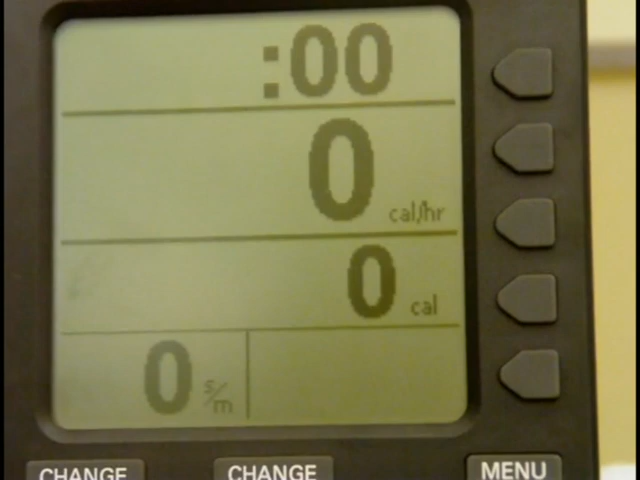 :00
0 cal/hr
0 cal
0 s/m
CHANGE CHANGE MENU